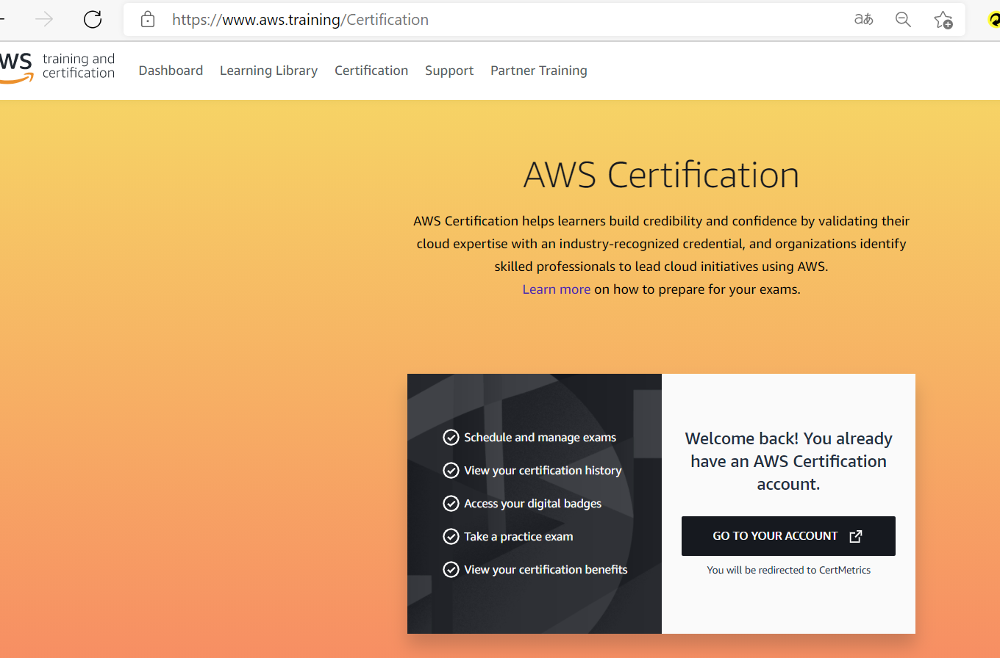 https://www.aws.training/Certification
aあ
training and
certification
Dashboard Learning Library Certification Support Partner Training
AWS Certification
AWS Certification helps learners build credibility and confidence by validating their
cloud expertise with an industry-recognized credential, and organizations identify
skilled professionals to lead cloud initiatives using AWS.
Learn more on how to prepare for your exams.
Schedule and manage exams
View your certification history
Access your digital badges
Take a practice exam
View your certification benefits
Welcome back! You already
have an AWS Certification
account.
GO TO YOUR ACCOUNT
You will be redirected to CertMetrics